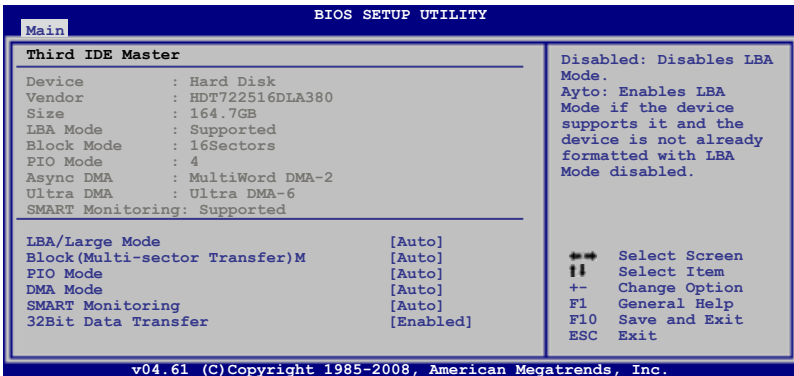 BIOS SETUP UTILITY
Main
Third IDE Master
Device : Hard Disk
Vendor : HDT722516DLA380
Size : 164.7GB
LBA Mode : Supported
Block Mode : 16Sectors
PIO Mode : 4
Async DMA : MultiWord DMA-2
Ultra DMA : Ultra DMA-6
SMART Monitoring: Supported
LBA/Large Mode [Auto]
Block(Multi-sector Transfer)M [Auto]
PIO Mode [Auto]
DMA Mode [Auto]
SMART Monitoring [Auto]
32Bit Data Transfer [Enabled]
Disabled: Disables LBA
Mode.
Ayto: Enables LBA
Mode if the device
supports it and the
device is not already
formatted with LBA
Mode disabled.
←→ Select Screen
↑↓ Select Item
+- Change Option
F1 General Help
F10 Save and Exit
ESC Exit
v04.61 (C)Copyright 1985-2008, American Megatrends, Inc.